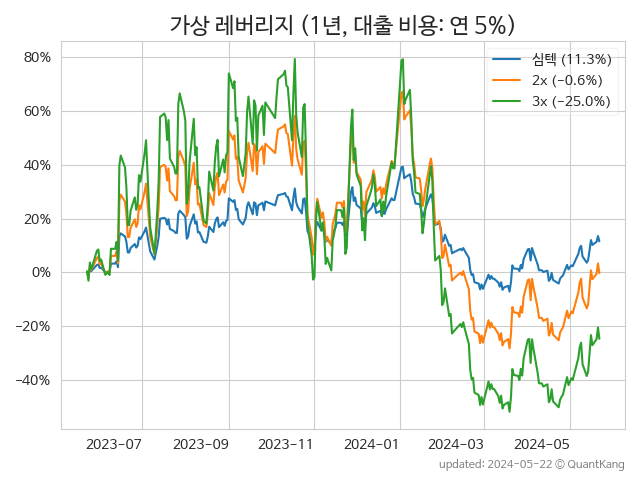 가상 레버리지 (1년, 대출 비용: 연 5%)
80%
60%
40%
20%
0%
−20%
−40%
심텍 (11.3%)
2x (−0.6%)
3x (−25.0%)
2023-07
2023-09
2023-11
2024-01
2024-03
2024-05
updated: 2024-05-22 © QuantKang